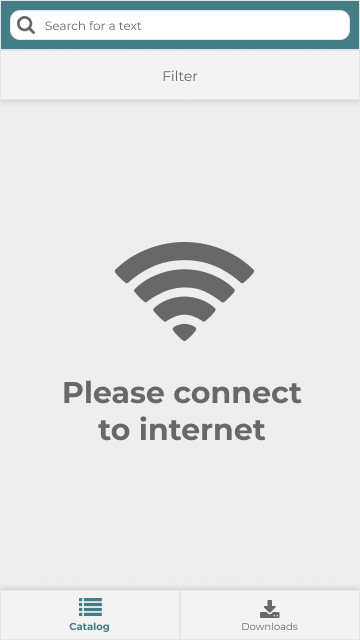 Search for a text
Filter
Please connect
to internet
Catalog
Downloads